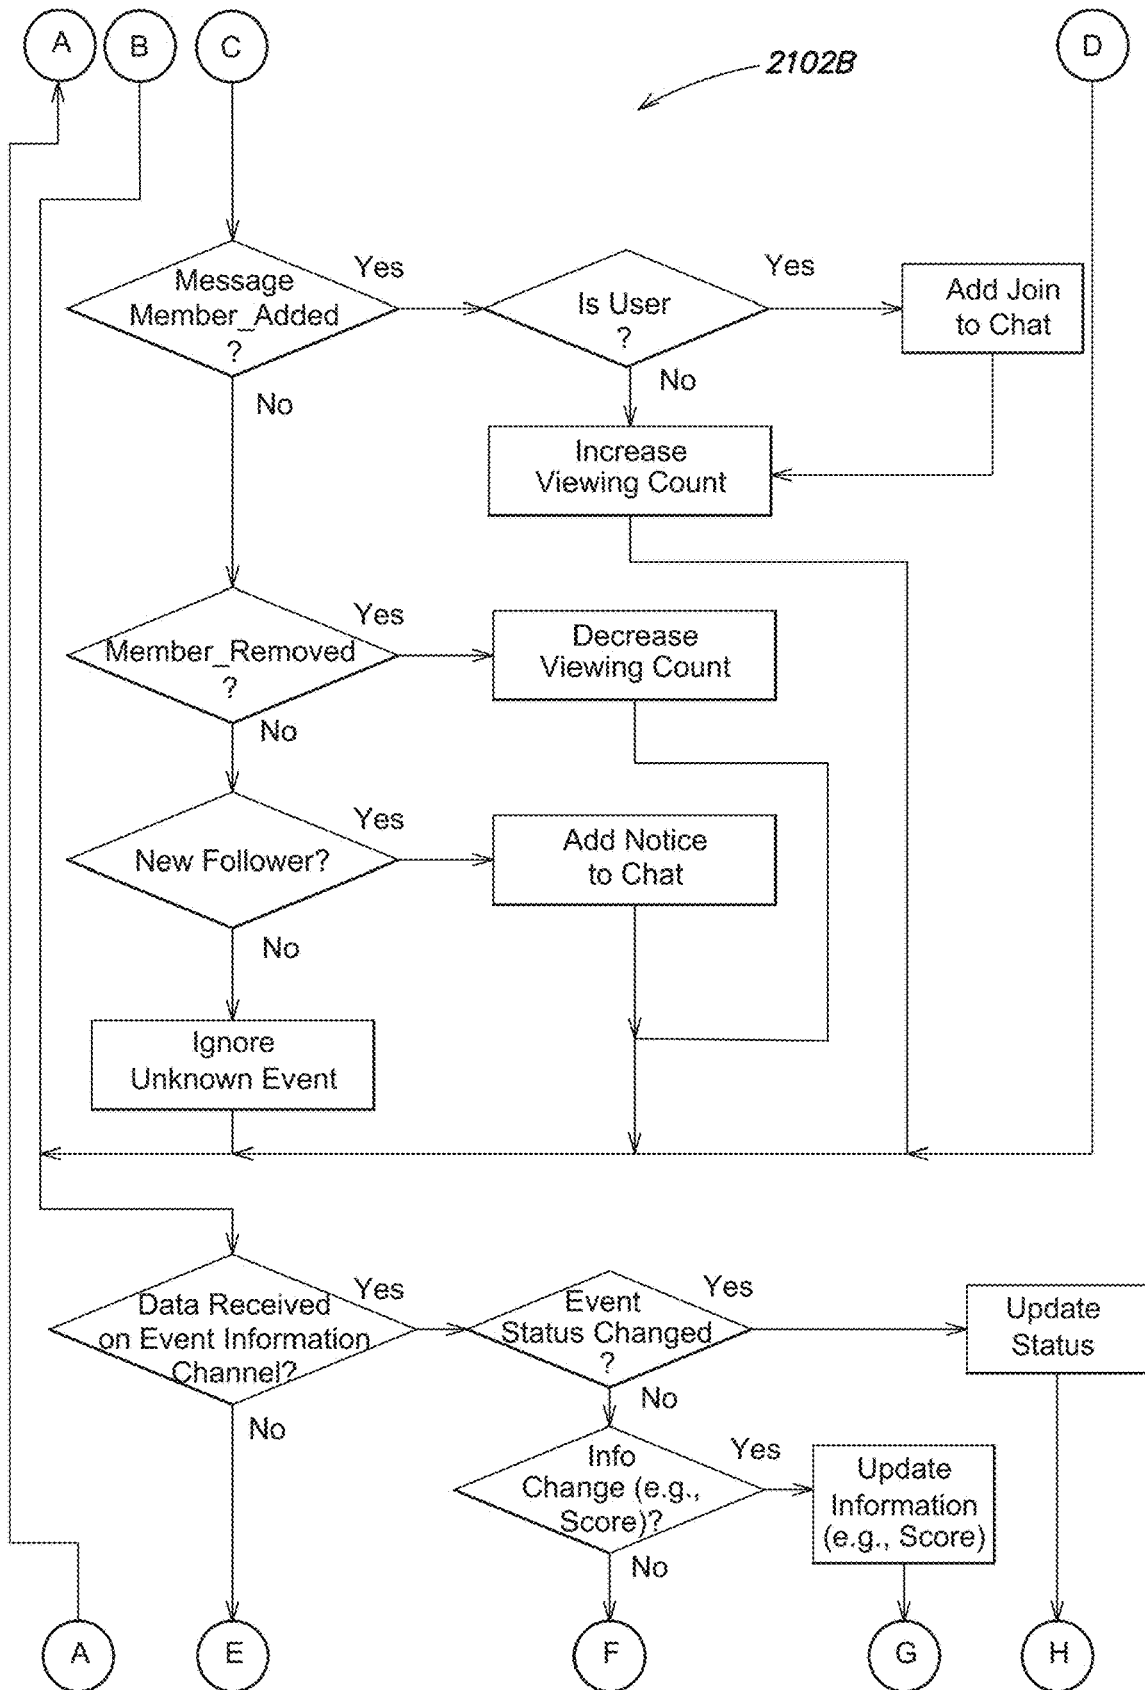 A
B
C
D
2102B
Message
Member_Added
?
Yes
No
Is User
?
Yes
No
Add Join
to Chat
Increase
Viewing Count
Member_Removed
?
Yes
No
Decrease
Viewing Count
New Follower?
Yes
No
Add Notice
to Chat
Ignore
Unknown Event
Data Received
on Event Information
Channel?
Yes
No
Event
Status Changed
?
Yes
No
Update
Status
Info
Change (e.g.,
Score)?
Yes
No
Update
Information
(e.g., Score)
A
E
F
G
H